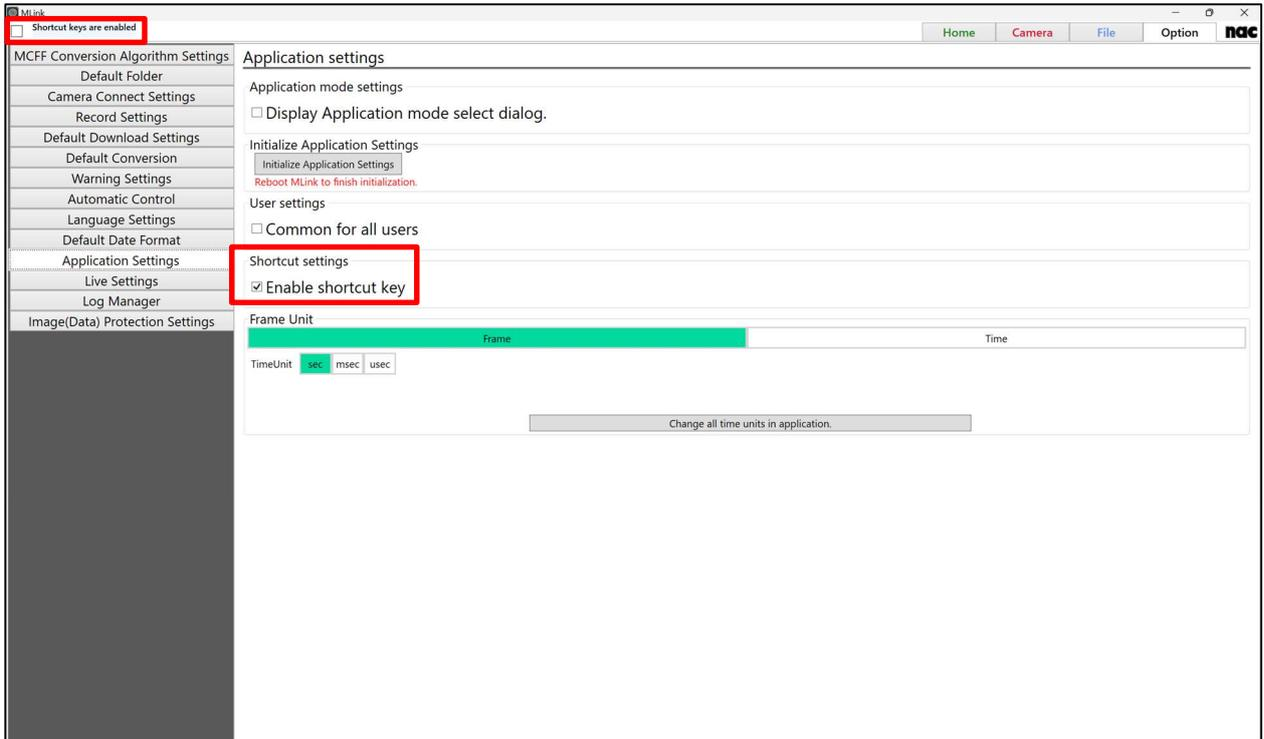 MLink
Shortcut keys are enabled
Home Camera File Option nac
MCFF Conversion Algorithm Settings
Default Folder
Camera Connect Settings
Record Settings
Default Download Settings
Default Conversion
Warning Settings
Automatic Control
Language Settings
Default Date Format
Application Settings
Live Settings
Log Manager
Image(Data) Protection Settings
Application settings
Application mode settings
Display Application mode select dialog.
Initialize Application Settings
Initialize Application Settings
Reboot MLink to finish initialization.
User settings
Common for all users
Shortcut settings
Enable shortcut key
Frame Unit
Frame Time
TimeUnit sec msec usec
Change all time units in application.